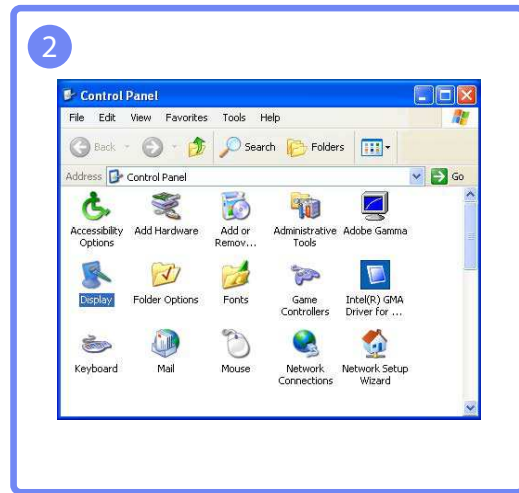 2
Control Panel
File Edit View Favorites Tools Help
Back Search Folders
Address Control Panel Go
Accessibility Options Add Hardware Add or Remov... Administrative Tools Adobe Gamma
Display Folder Options Fonts Game Controllers Intel(R) GMA Driver for ...
Keyboard Mail Mouse Network Connections Network Setup Wizard